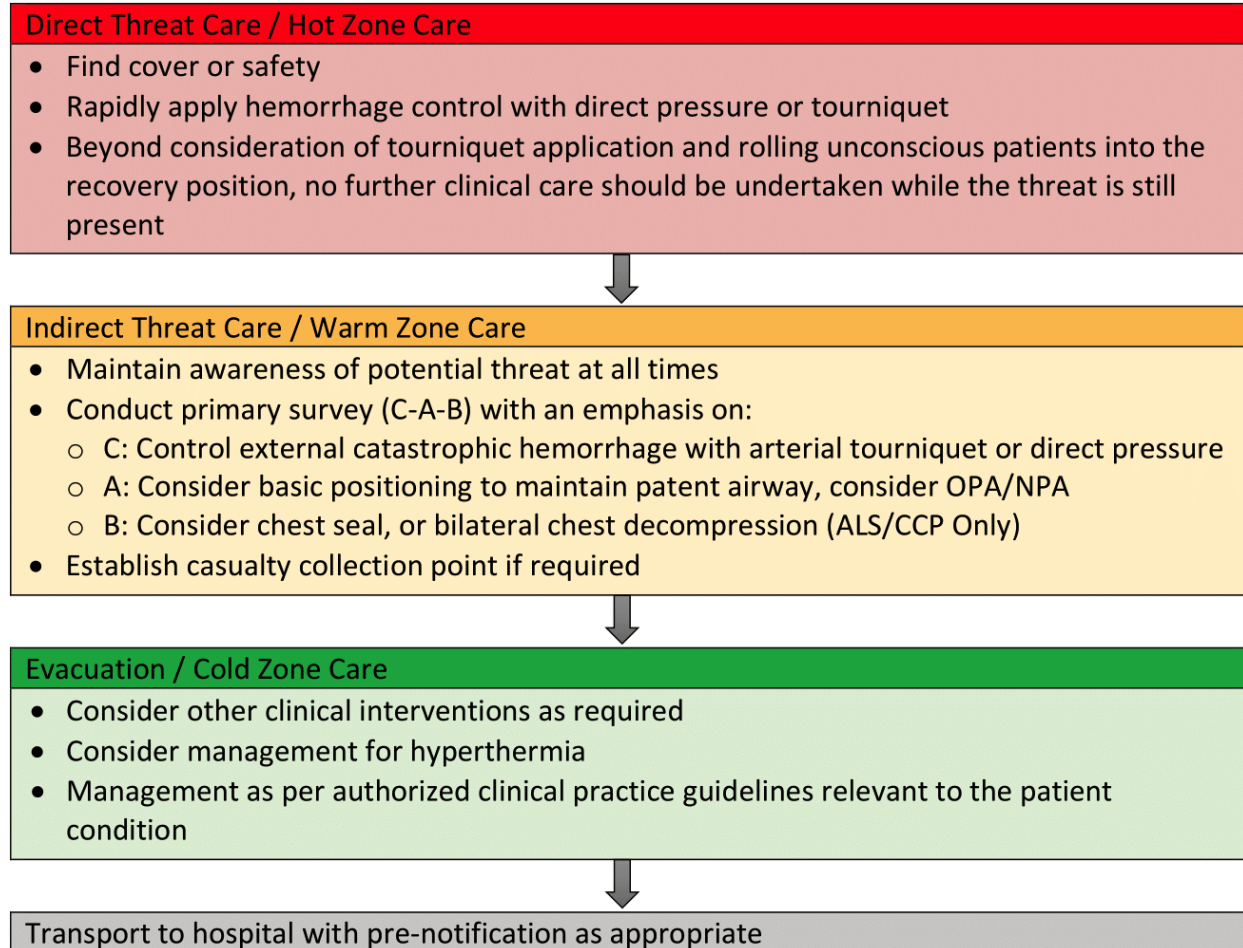 Direct Threat Care / Hot Zone Care
• Find cover or safety
• Rapidly apply hemorrhage control with direct pressure or tourniquet
• Beyond consideration of tourniquet application and rolling unconscious patients into the
recovery position, no further clinical care should be undertaken while the threat is still
present
Indirect Threat Care / Warm Zone Care
• Maintain awareness of potential threat at all times
• Conduct primary survey (C-A-B) with an emphasis on:
o C: Control external catastrophic hemorrhage with arterial tourniquet or direct pressure
o A: Consider basic positioning to maintain patent airway, consider OPA/NPA
o B: Consider chest seal, or bilateral chest decompression (ALS/CCP Only)
• Establish casualty collection point if required
Evacuation / Cold Zone Care
• Consider other clinical interventions as required
• Consider management for hyperthermia
• Management as per authorized clinical practice guidelines relevant to the patient
condition
Transport to hospital with pre-notification as appropriate